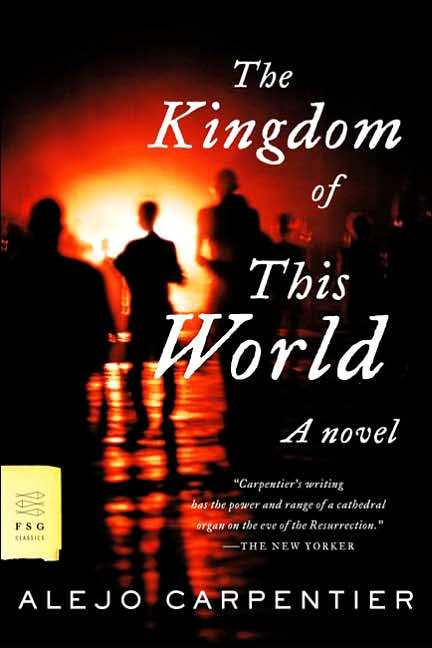 The
Kingdom
of
This
World
A novel
"Carpentier's writing
has the power and range of a cathedral
organ on the eve of the Resurrection."
—THE NEW YORKER
FSG
CLASSICS
ALEJO CARPENTIER